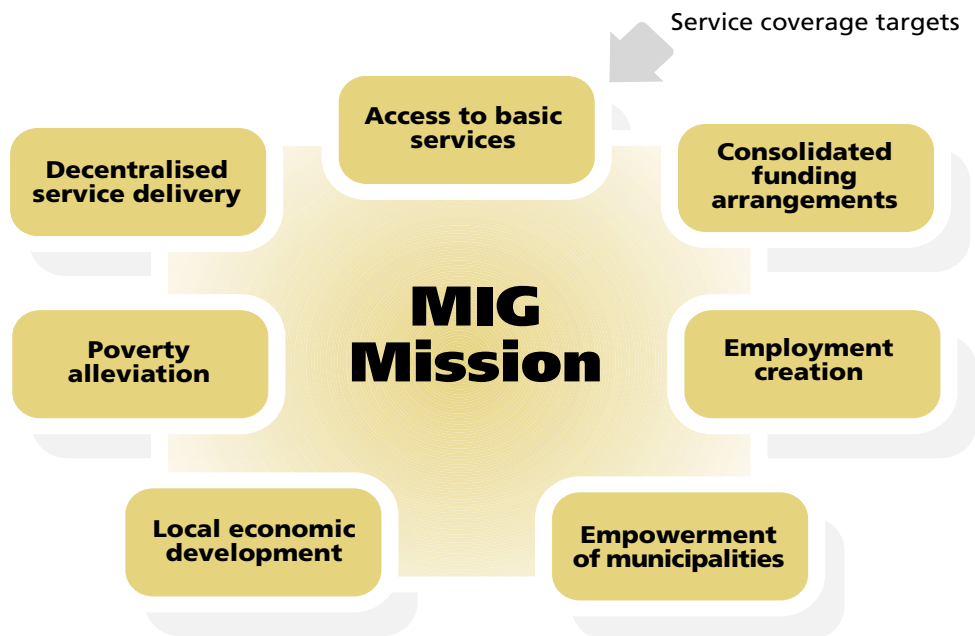 Service coverage targets
Access to basic
services
Decentralised
service delivery
Consolidated
funding
arrangements
MIG
Mission
Poverty
alleviation
Employment
creation
Local economic
development
Empowerment
of municipalities